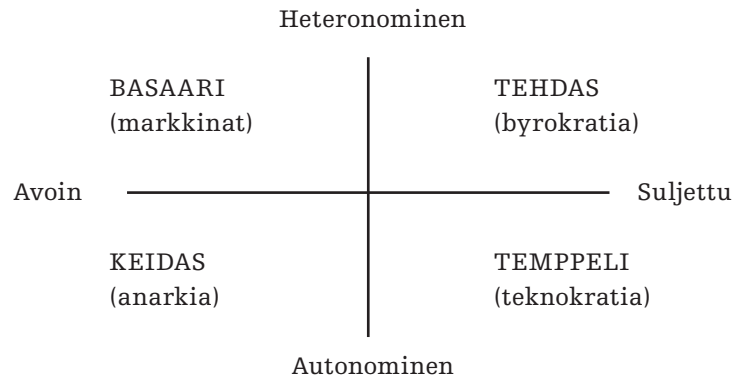 Heteronominen
BASAARI
(markkinat)
TEHDAS
(byrokratia)
Avoin
Suljettu
KEIDAS
(anarkia)
TEMPPELI
(teknokratia)
Autonominen